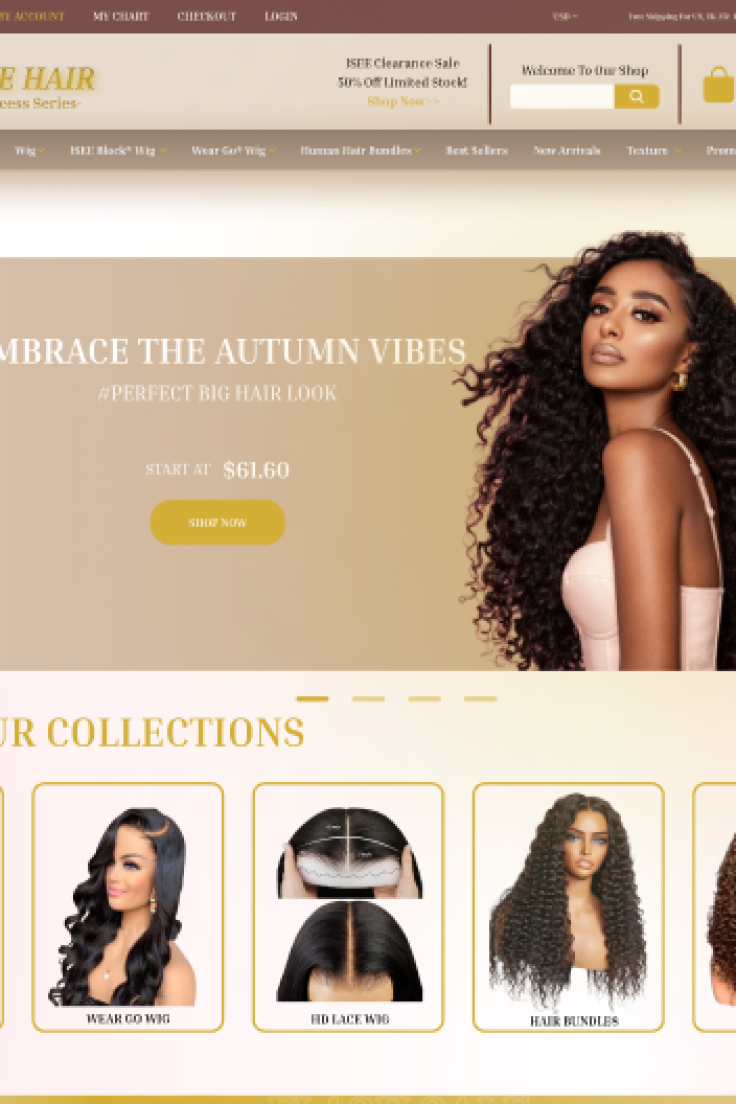 MY ACCOUNT MY CHART CHECKOUT LOGIN USD Free Shipping For US, UK, FR
E HAIR
cess Series-
ISEE Clearance Sale
50% Off Limited Stock!
Shop Now>>
Welcome To Our Shop
Wig ISEE Block® Wig Wear Go® Wig Human Hair Bundles Best Sellers New Arrivals Texture Prom
MBRACE THE AUTUMN VIBES
#PERFECT BIG HAIR LOOK
START AT $61.60
SHOP NOW
UR COLLECTIONS
WEAR GO WIG
HD LACE WIG
HAIR BUNDLES